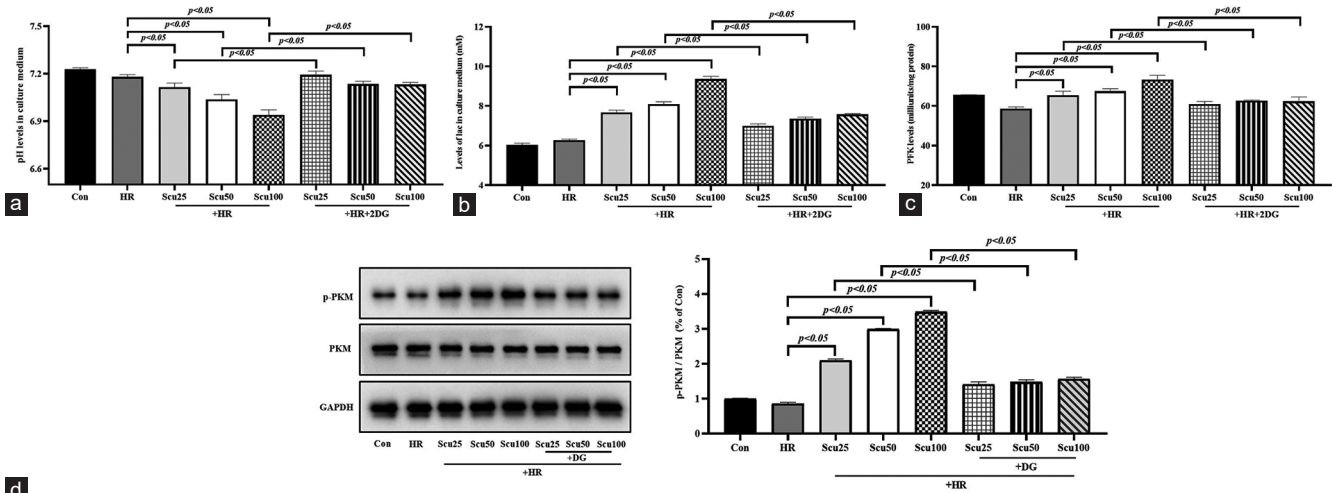 p<0.05
p<0.05
p<0.05
p<0.05
p<0.05
p<0.05
pH levels in culture medium
7.5
7.2
6.9
6.6
Con
HR
Scu25
Scu50
Scu100
Scu25
Scu50
Scu100
+HR
+HR+2DG
a
p<0.05
p<0.05
p<0.05
p<0.05
p<0.05
p<0.05
Levels of lac in culture medium (mM)
10
8
6
4
Con
HR
Scu25
Scu50
Scu100
Scu25
Scu50
Scu100
+HR
+HR+2DG
b
p<0.05
p<0.05
p<0.05
p<0.05
p<0.05
p<0.05
PFK levels (milliunits/mg protein)
100
80
60
40
20
Con
HR
Scu25
Scu50
Scu100
Scu25
Scu50
Scu100
+HR
+HR+2DG
c
p-PKM
PKM
GAPDH
Con
HR
Scu25
Scu50
Scu100
Scu25
Scu50
Scu100
+DG
+HR
p<0.05
p<0.05
p<0.05
p<0.05
p<0.05
p<0.05
p-PKM / PKM (% of Con)
5
4
3
2
1
0
Con
HR
Scu25
Scu50
Scu100
Scu25
Scu50
Scu100
+DG
+HR
d